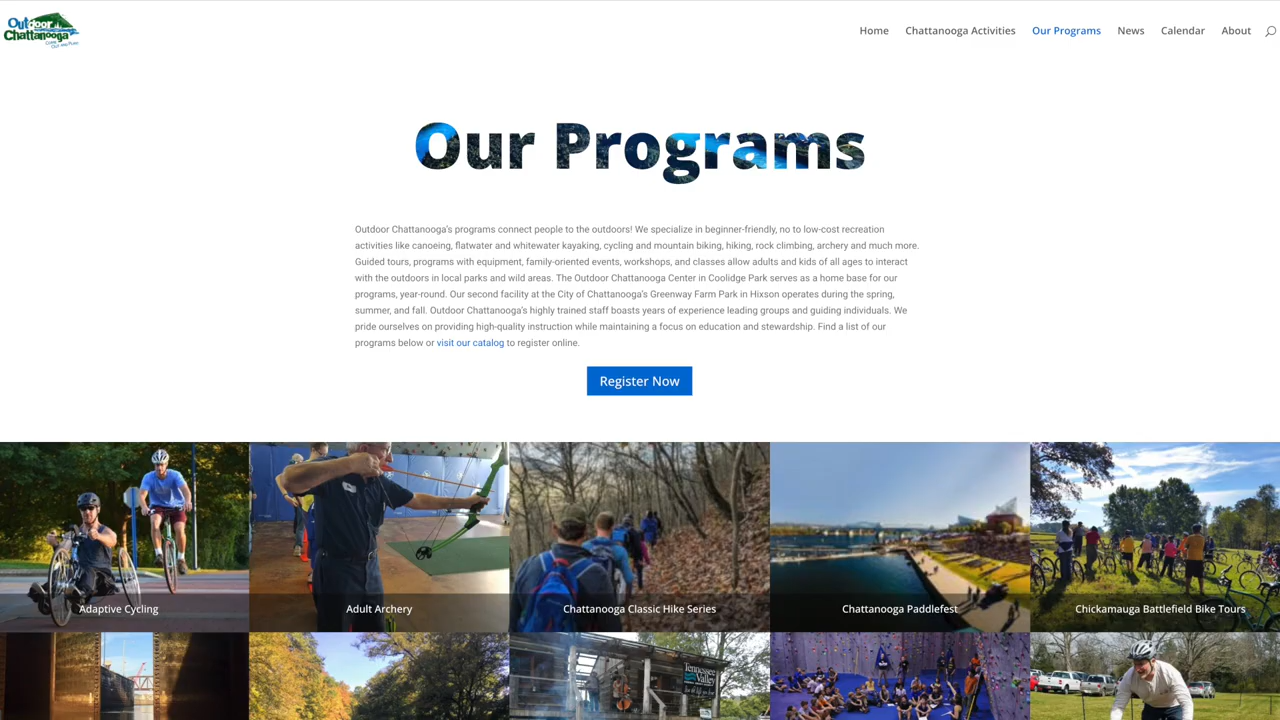 Outdoor
Chattanooga
COME
OUT AND PLAY
Home Chattanooga Activities Our Programs News Calendar About
Our Programs
Outdoor Chattanooga's programs connect people to the outdoors! We specialize in beginner-friendly, no to low-cost recreation
activities like canoeing, flatwater and whitewater kayaking, cycling and mountain biking, hiking, rock climbing, archery and much more.
Guided tours, programs with equipment, family-oriented events, workshops, and classes allow adults and kids of all ages to interact
with the outdoors in local parks and wild areas. The Outdoor Chattanooga Center in Coolidge Park serves as a home base for our
programs, year-round. Our second facility at the City of Chattanooga's Greenway Farm Park in Hixson operates during the spring,
summer, and fall. Outdoor Chattanooga's highly trained staff boasts years of experience leading groups and guiding individuals. We
pride ourselves on providing high-quality instruction while maintaining a focus on education and stewardship. Find a list of our
programs below or visit our catalog to register online.
Register Now
Adaptive Cycling
Adult Archery
Chattanooga Classic Hike Series
Chattanooga Paddlefest
Chickamauga Battlefield Bike Tours
Tennessee
Valley